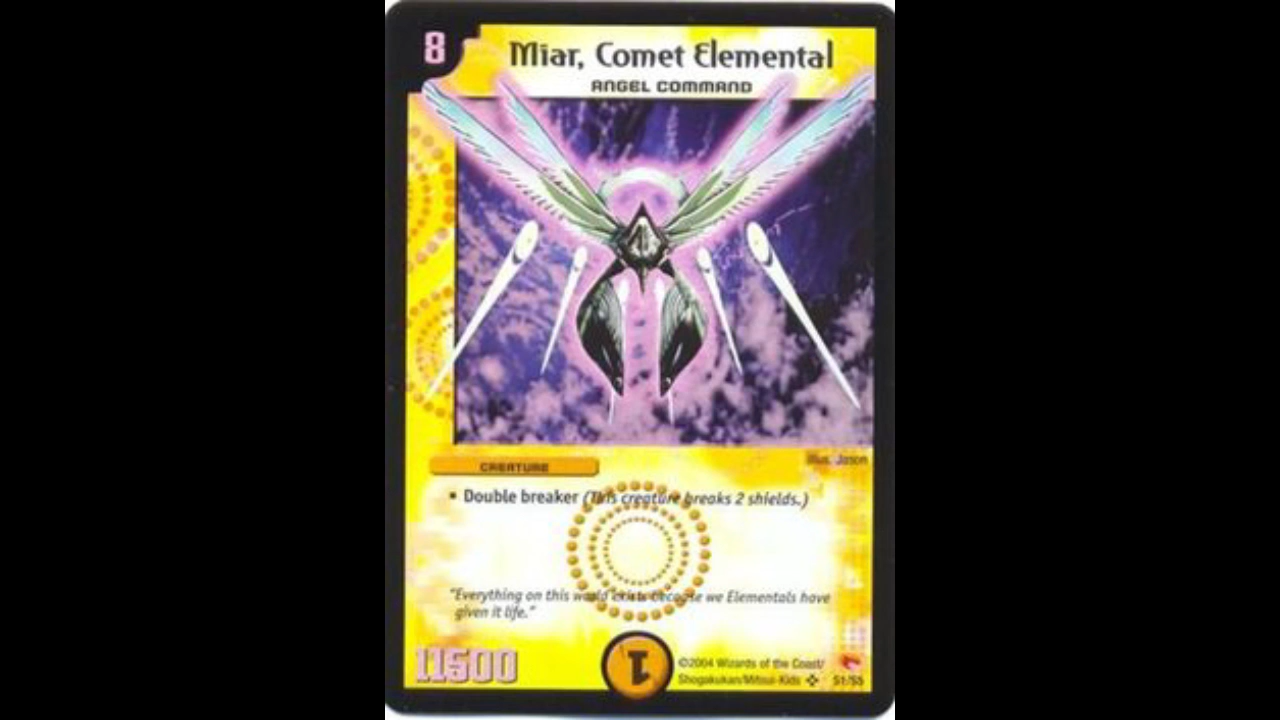 8
Miar, Comet Elemental
ANGEL COMMAND
Illus. Jason
CREATURE
▪ Double breaker (This creature breaks 2 shields.)
"Everything on this world exists because we Elementals have
given it life."
11500
1
©2004 Wizards of the Coast/
Shogakukan/Mitsui-Kids S1/S5